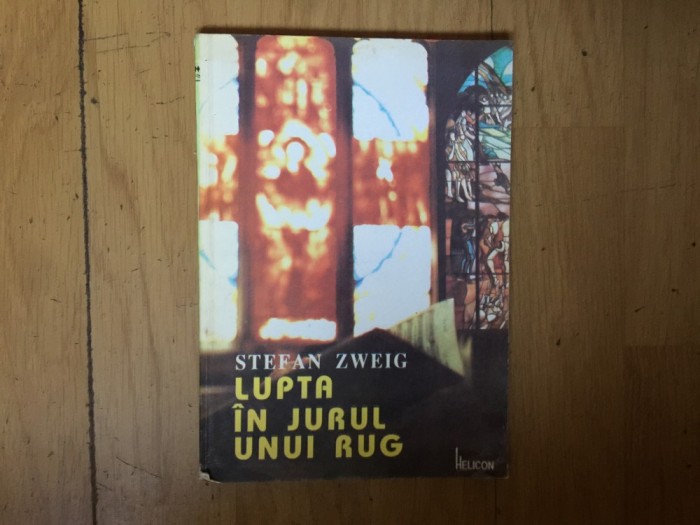 STEFAN ZWEIG
LUPTA
ÎN JURUL
UNUI RUG
HELICON